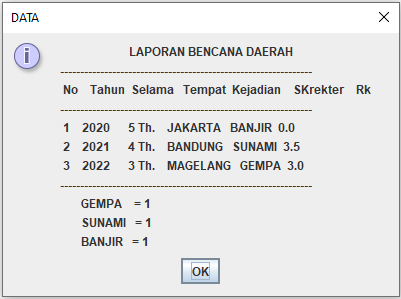 DATA
LAPORAN BENCANA DAERAH
------------------------------------------------------------
No Tahun Selama Tempat Kejadian SKrekter Rk
------------------------------------------------------------
1 2020 5 Th. JAKARTA BANJIR 0.0
2 2021 4 Th. BANDUNG SUNAMI 3.5
3 2022 3 Th. MAGELANG GEMPA 3.0
------------------------------------------------------------
GEMPA = 1
SUNAMI = 1
BANJIR = 1
OK